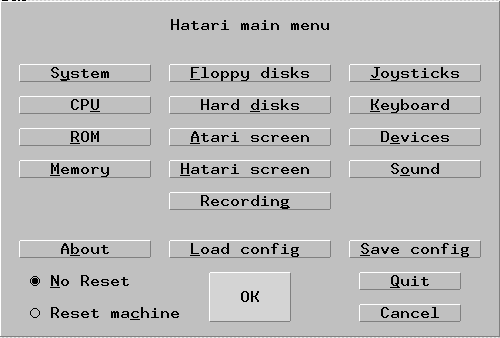 Hatari main menu
System Floppy disks Joysticks
CPU Hard disks Keyboard
ROM Atari screen Devices
Memory Hatari screen Sound
Recording
About Load config Save config
No Reset Quit
OK
Reset machine Cancel